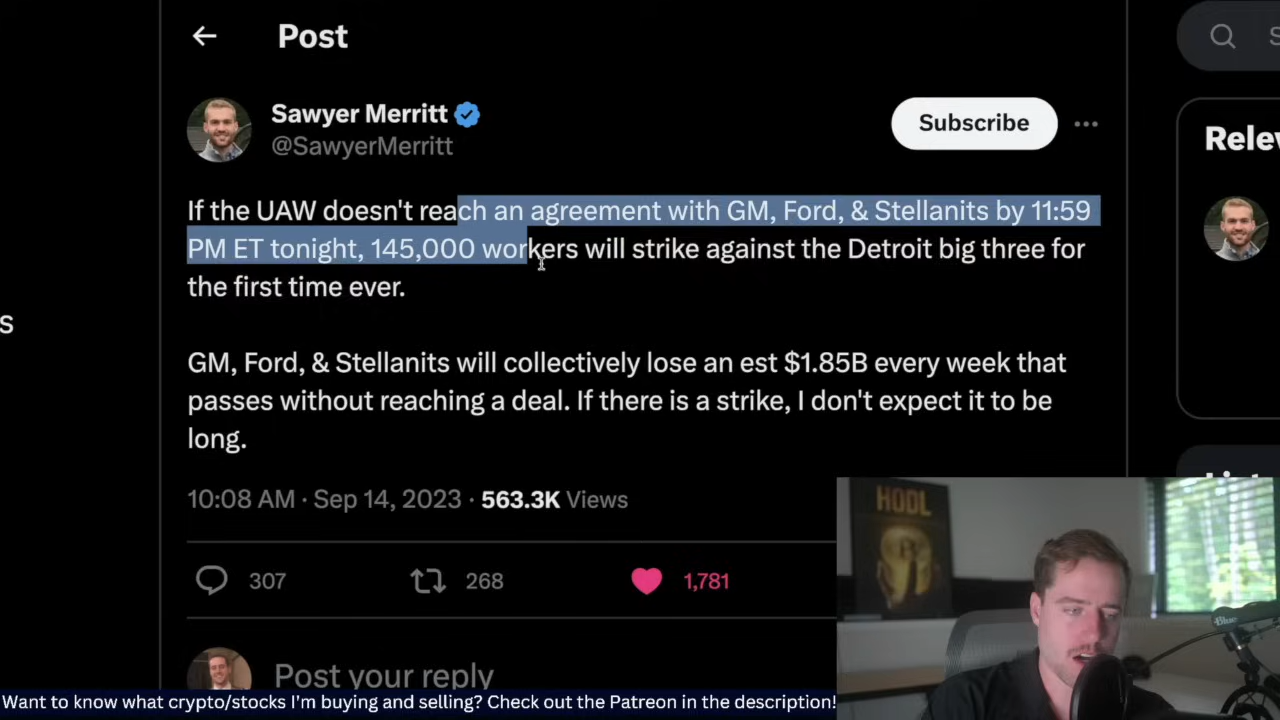 Post
S
Rele
Sawyer Merritt
@SawyerMerritt
Subscribe
If the UAW doesn't reach an agreement with GM, Ford, & Stellanits by 11:59
PM ET tonight, 145,000 workers will strike against the Detroit big three for
the first time ever.
s
GM, Ford, & Stellanits will collectively lose an est $1.85B every week that
passes without reaching a deal. If there is a strike, I don't expect it to be
long.
10:08 AM · Sep 14, 2023 · 563.3K Views
HODL
307
268
1,781
Blue
Post your reply
Want to know what crypto/stocks I'm buying and selling? Check out the Patreon in the description!